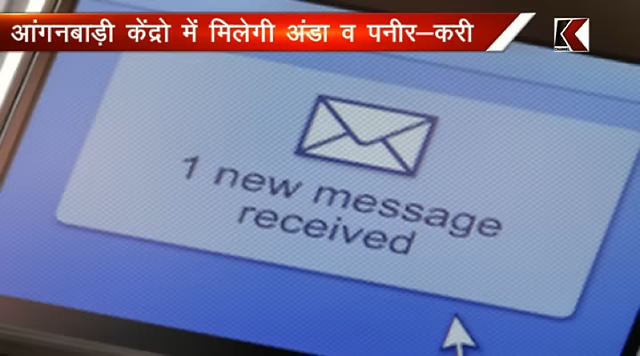 आंगनबाड़ी केंद्रो में मिलेगी अंडा व पनीर–करी
1 new message
received